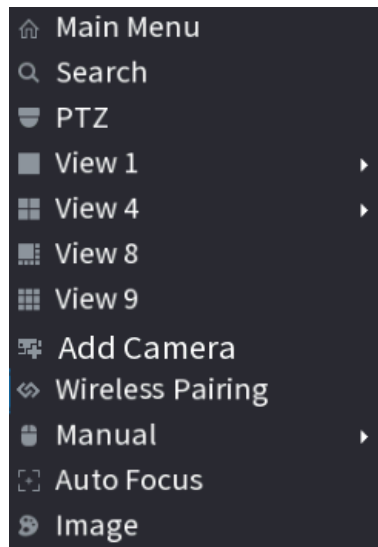 Main Menu
Search
PTZ
View 1
View 4
View 8
View 9
Add Camera
Wireless Pairing
Manual
Auto Focus
Image